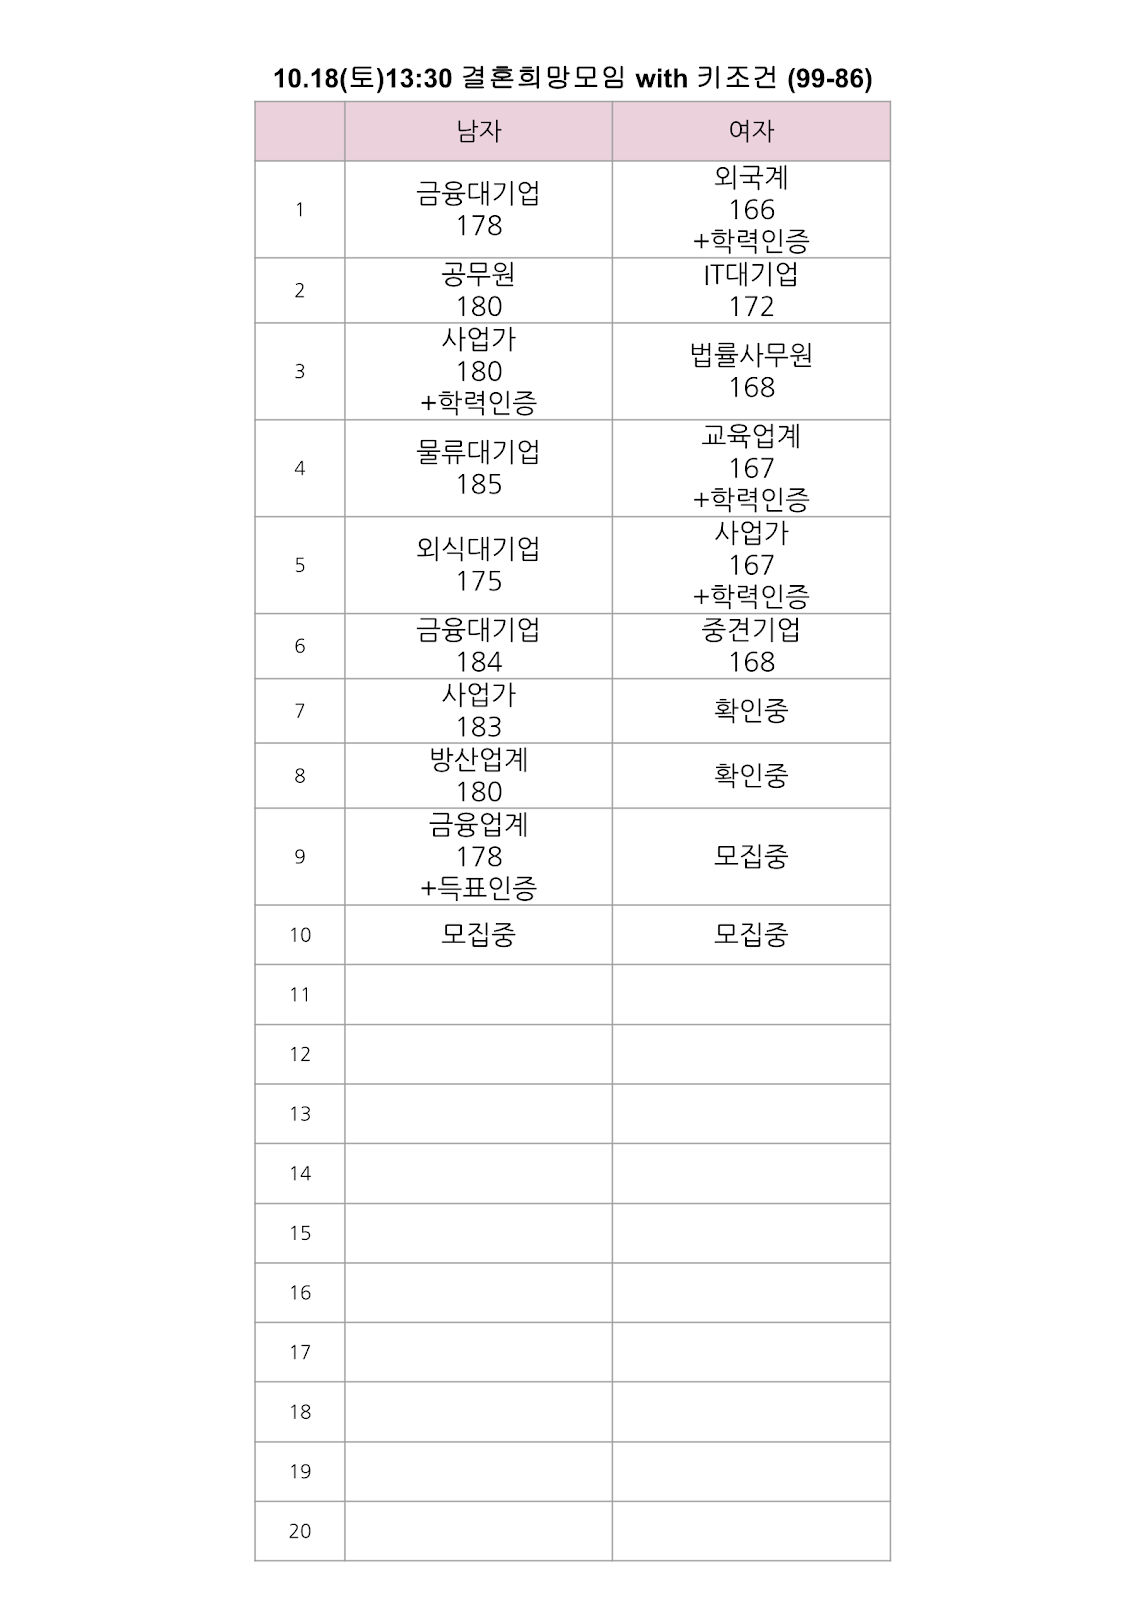 10.18(토)13:30 결혼희망모임 with 키조건 (99-86)
남자 여자
1
금융대기업
178
외국계
166
+학력인증
2
공무원
180
IT대기업
172
3
사업가
180
+학력인증
법률사무원
168
4
물류대기업
185
교육업계
167
+학력인증
5
외식대기업
175
사업가
167
+학력인증
6
금융대기업
184
중견기업
168
7
사업가
183
확인중
8
방산업계
180
확인중
9
금융업계
178
+득표인증
모집중
10
모집중
모집중
11
12
13
14
15
16
17
18
19
20